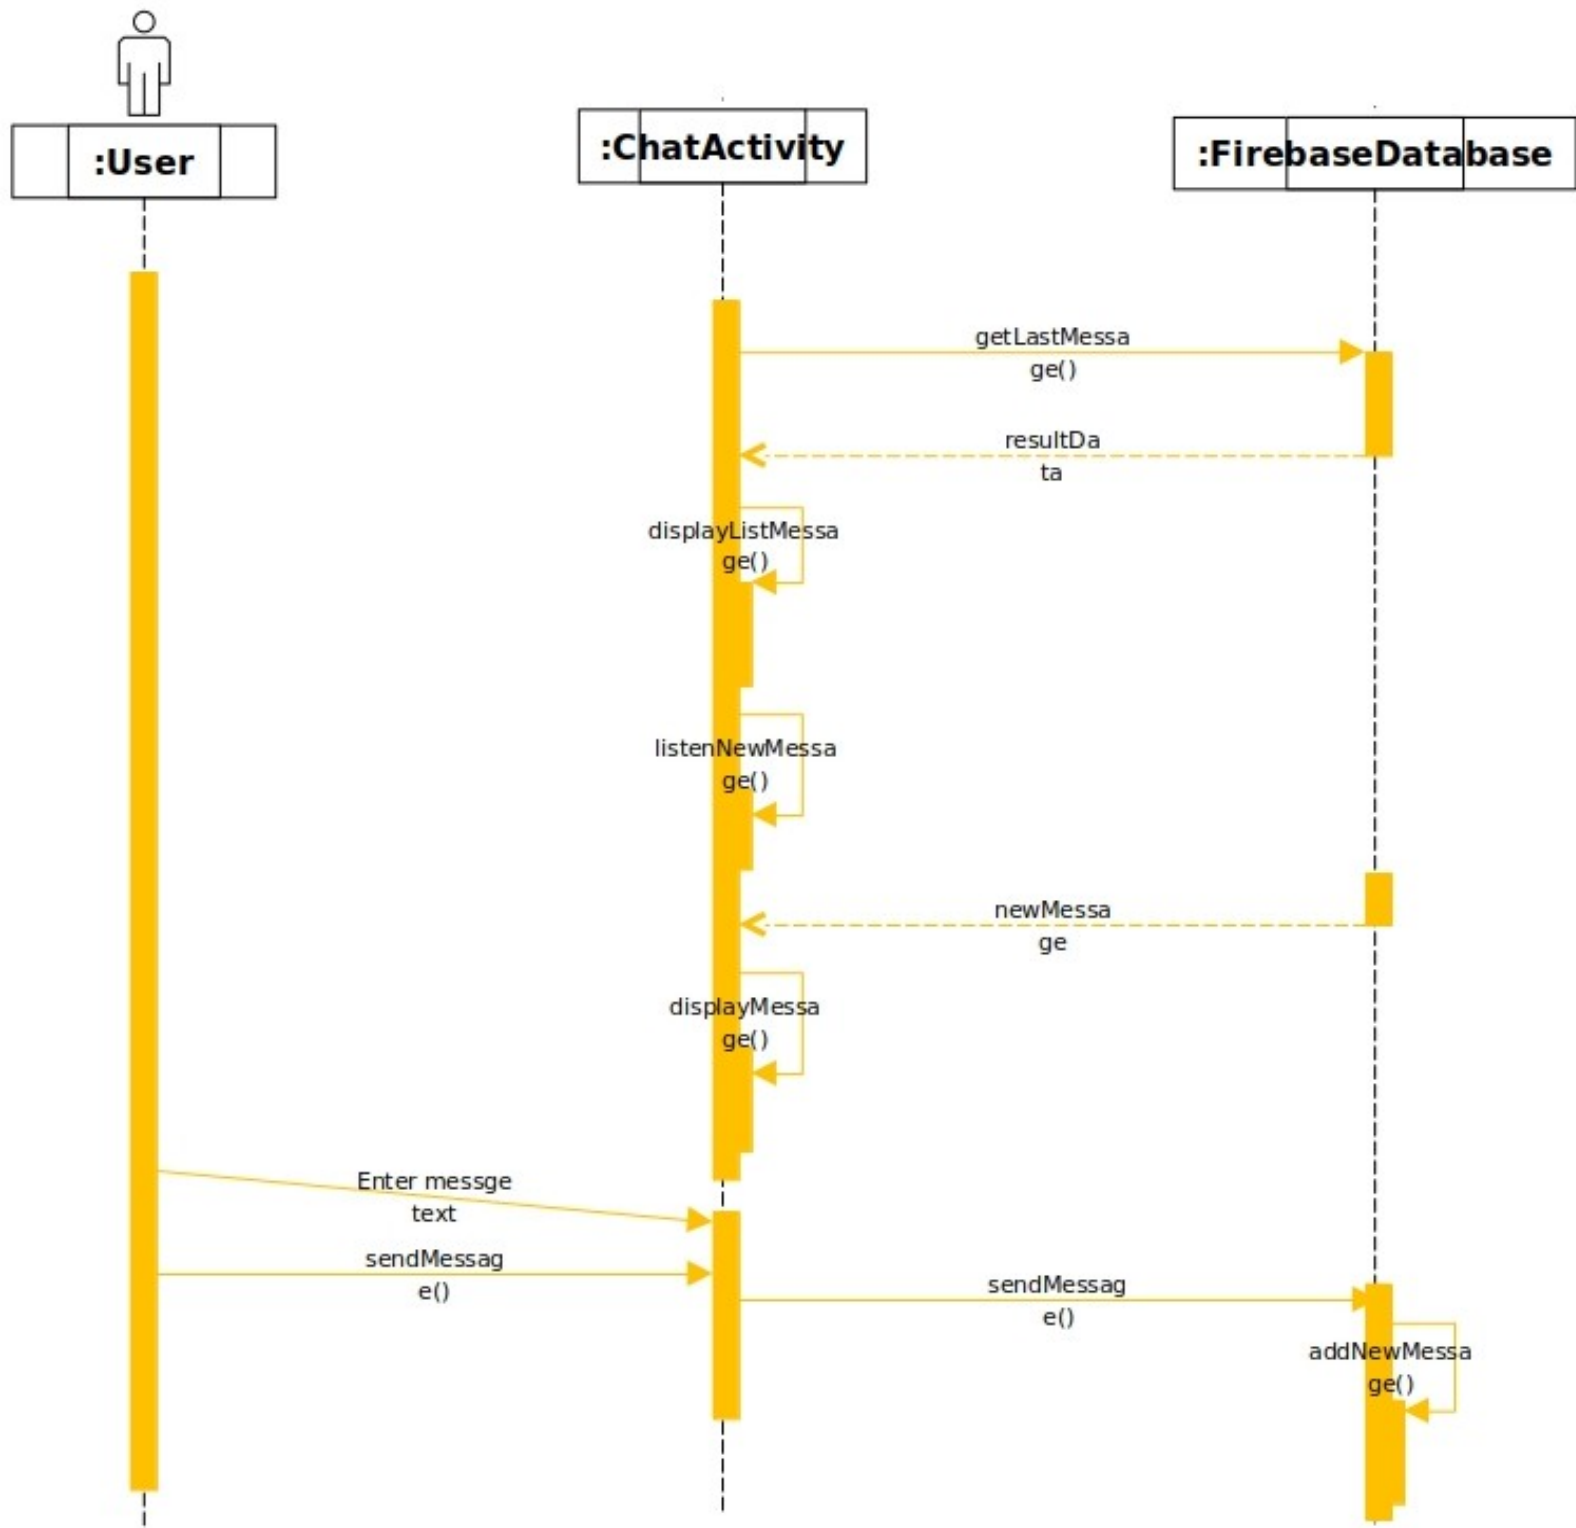 :User
:ChatActivity
:FirebaseDatabase
getLastMessa
ge()
resultDa
ta
displayListMessa
ge()
listenNewMessa
ge()
newMessa
ge
displayMessa
ge()
Enter messge
text
sendMessag
e()
sendMessag
e()
addNewMessa
ge()